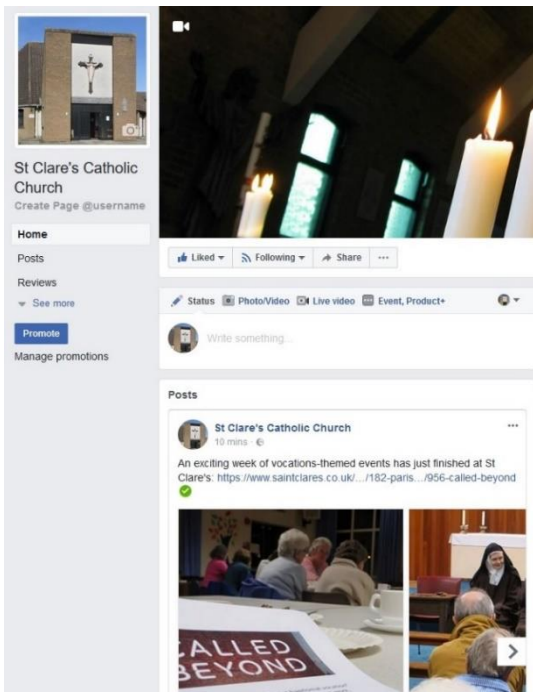 St Clare's Catholic
Church
Create Page @username
Home
Posts
Reviews
See more
Promote
Manage promotions
Liked
Following
Share
Status
Photo/Video
Live video
Event, Product+
Write something...
Posts
St Clare's Catholic Church
10 mins ·
An exciting week of vocations-themed events has just finished at St
Clare's: https://www.saintclares.co.uk/.../182-paris.../956-called-beyond
CALLED
BEYOND